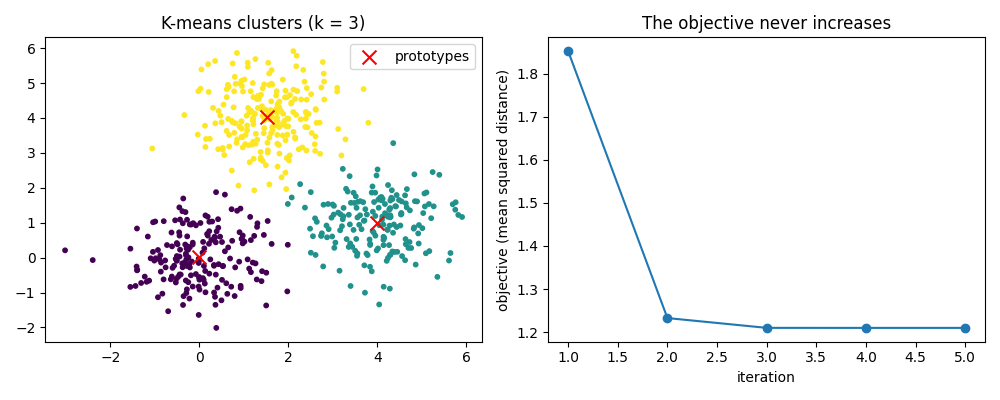 K-means clusters (k = 3)
prototypes
6
5
4
3
2
1
0
−1
−2
−2 0 2 4 6
The objective never increases
objective (mean squared distance)
1.8
1.7
1.6
1.5
1.4
1.3
1.2
1.0 1.5 2.0 2.5 3.0 3.5 4.0 4.5 5.0
iteration